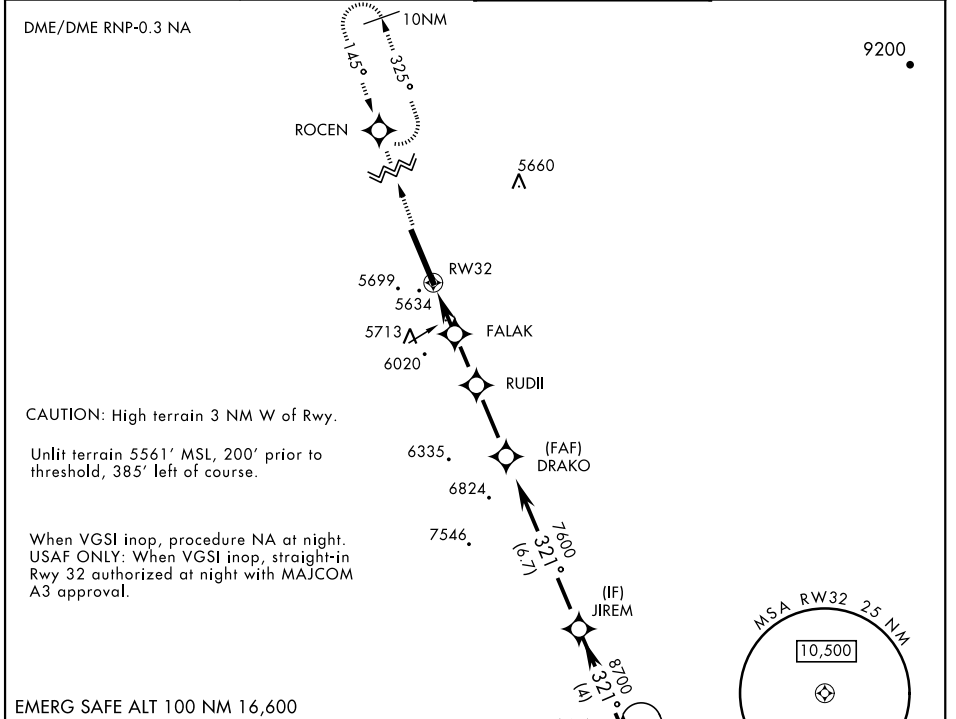 DME/DME RNP-0.3 NA
10NM
9200
145°
325°
ROCEN
5660
RW32
5699
5634
5713
FALAK
6020
RUDII
CAUTION: High terrain 3 NM W of Rwy.
Unlit terrain 5561’ MSL, 200’ prior to
threshold, 385’ left of course.
6335
(FAF)
DRAKO
6824
7546
7600
321°
(6.7)
When VGSI inop, procedure NA at night.
USAF ONLY: When VGSI inop, straight-in
Rwy 32 authorized at night with MAJCOM
A3 approval.
(IF)
JIREM
MSA RW32 25 NM
10,500
8700
321°
(4)
EMERG SAFE ALT 100 NM 16,600